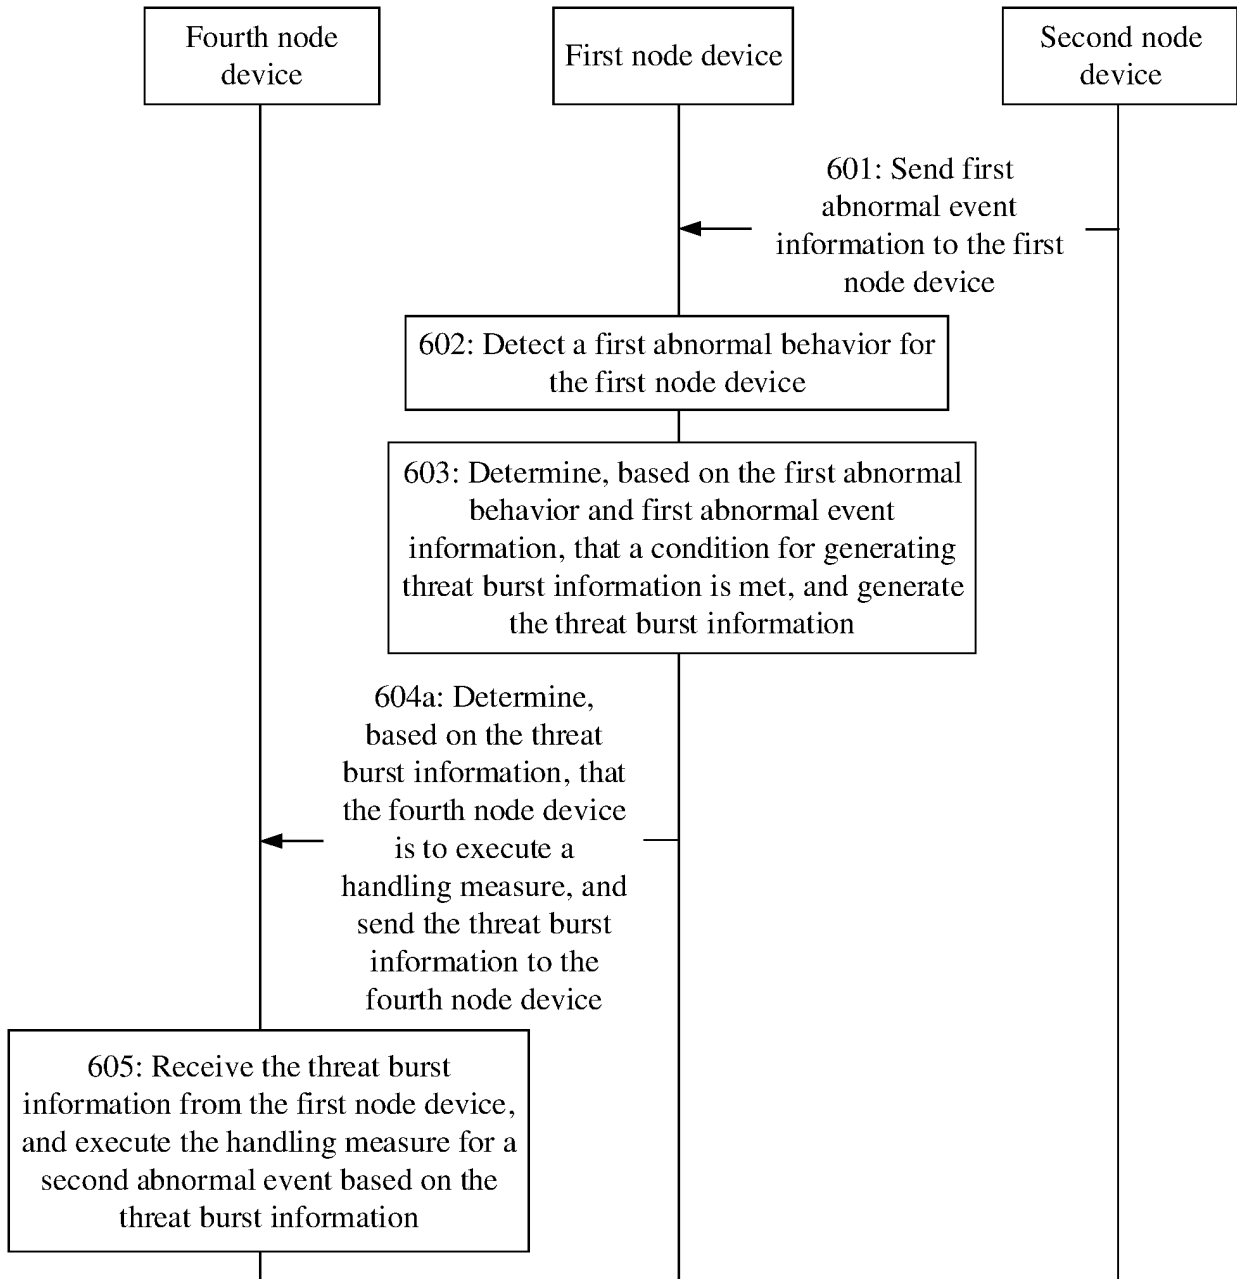 Fourth node
device
First node device
Second node
device
601: Send first
abnormal event
information to the first
node device
602: Detect a first abnormal behavior for
the first node device
603: Determine, based on the first abnormal
behavior and first abnormal event
information, that a condition for generating
threat burst information is met, and generate
the threat burst information
604a: Determine,
based on the threat
burst information, that
the fourth node device
is to execute a
handling measure, and
send the threat burst
information to the
fourth node device
605: Receive the threat burst
information from the first node device,
and execute the handling measure for a
second abnormal event based on the
threat burst information